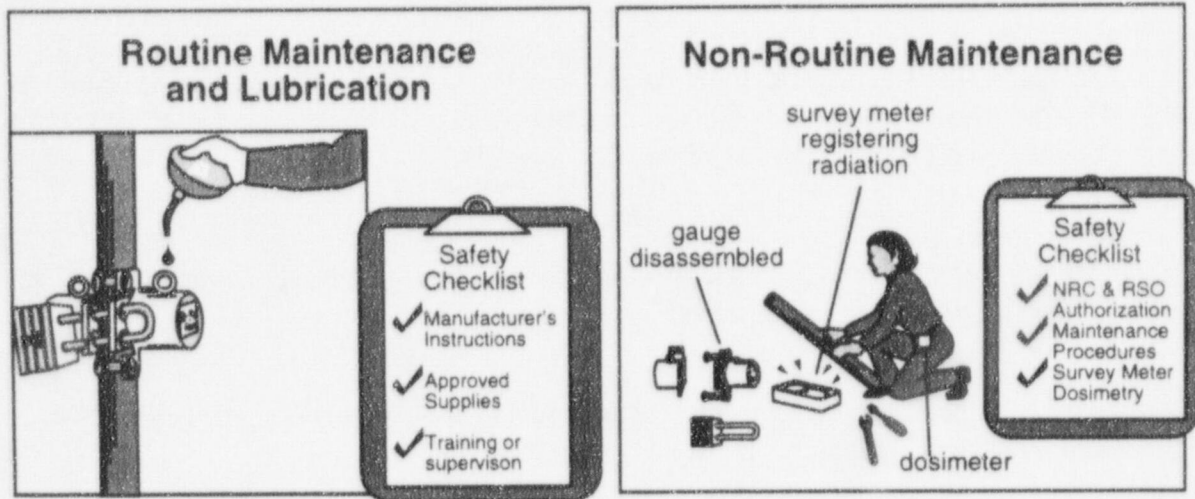 Routine Maintenance
and Lubrication
Safety
Checklist
Manufacturer's
Instructions
Approved
Supplies
Training or
supervison
Non-Routine Maintenance
survey meter
registering
radiation
gauge
disassembled
dosimeter
Safety
Checklist
NRC & RSO
Authorization
Maintenance
Procedures
Survey Meter
Dosimetry